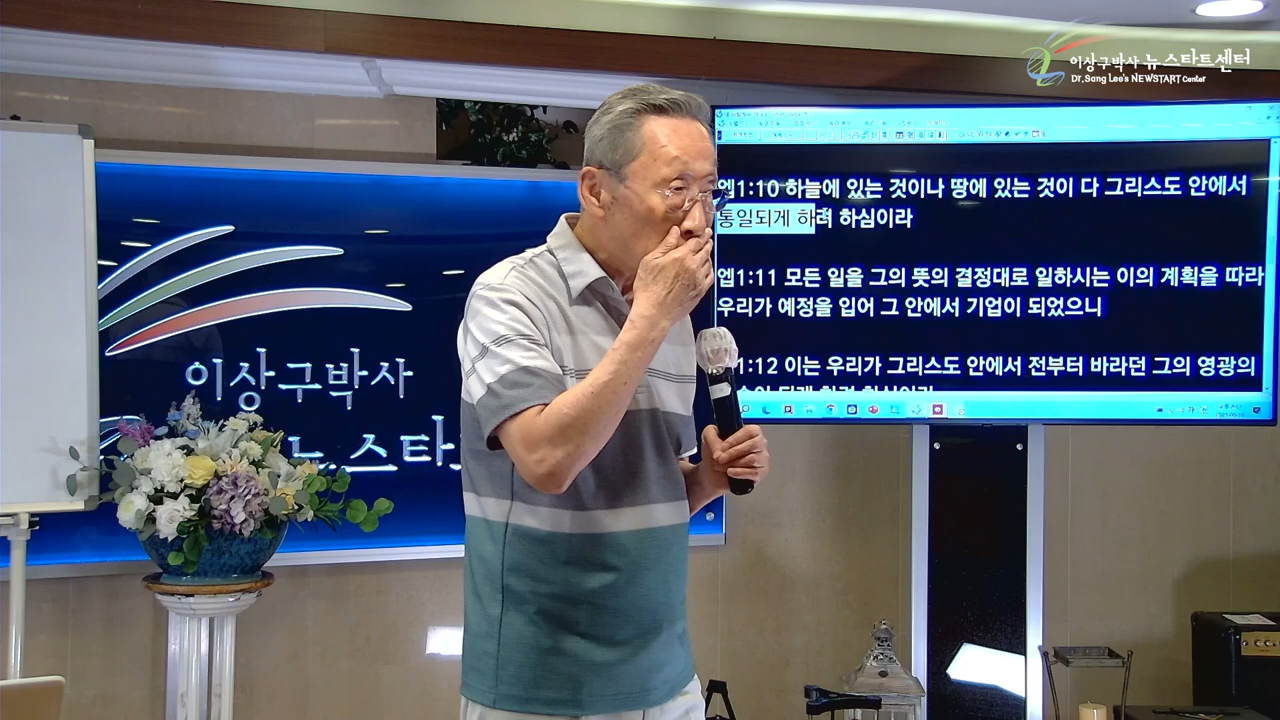 이상구박사 뉴스타트센터
Dr. Sang Lee's NEWSTART Center
엡1:10 하늘에 있는 것이나 땅에 있는 것이 다 그리스도 안에서
통일되게 하려 하심이라
엡1:11 모든 일을 그의 뜻의 결정대로 일하시는 이의 계획을 따라
우리가 예정을 입어 그 안에서 기업이 되었으니
1:12 이는 우리가 그리스도 안에서 전부터 바라던 그의 영광의
이상구박사
뉴스타